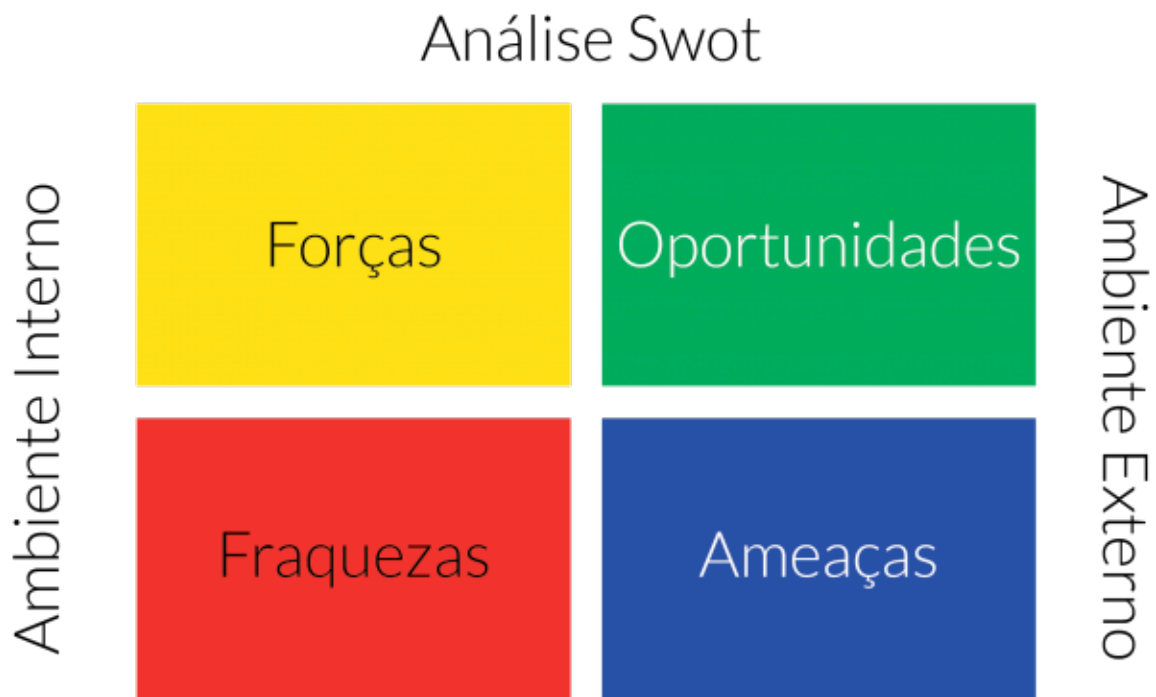 Análise Swot
Ambiente Interno
Forças
Oportunidades
Fraquezas
Ameaças
Ambiente Externo